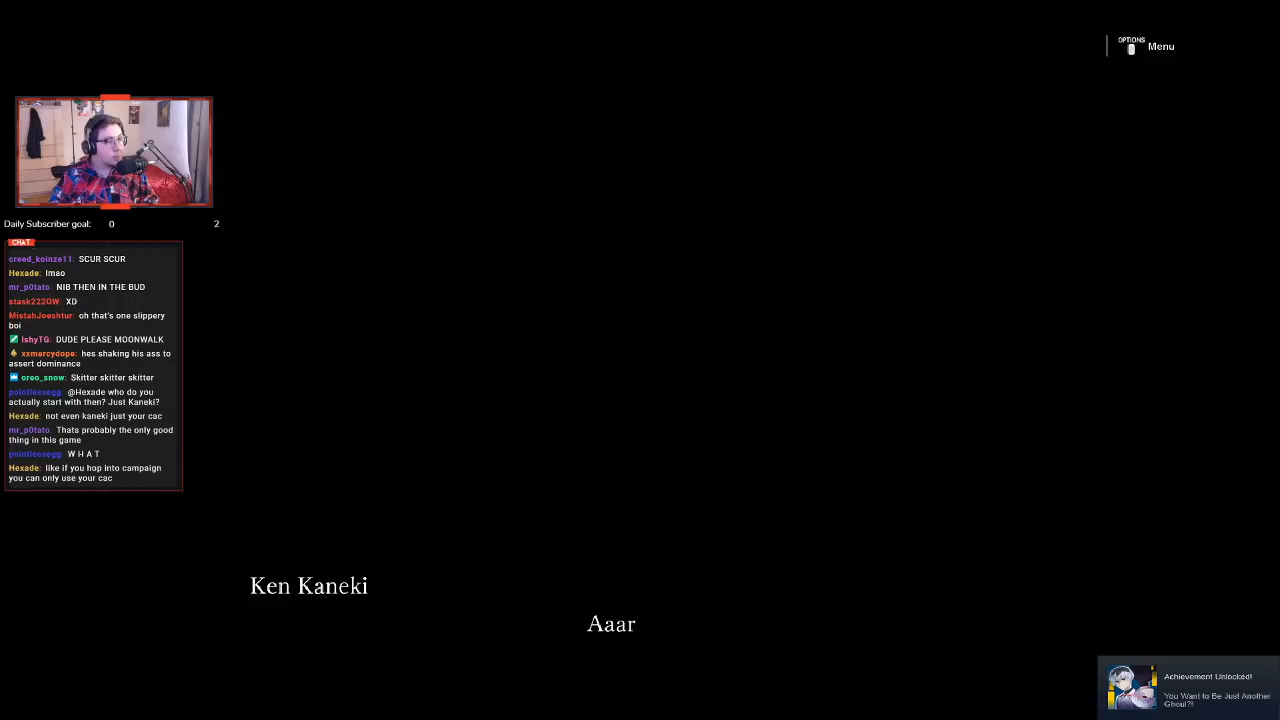 OPTIONS
Menu
Daily Subscriber goal: 0 2
CHAT
creed_koinze11: SCUR SCUR
Hexade: lmao
mr_p0tato: NIB THEN IN THE BUD
stask222OW: XD
MistahJoeshtur: oh that's one slippery
boi
IshyTG: DUDE PLEASE MOONWALK
xxmercydope: hes shaking his ass to
assert dominance
oreo_snow: Skitter skitter skitter
pointlessegg: @Hexade who do you
actually start with then? Just Kaneki?
Hexade: not even kaneki just your cac
mr_p0tato: Thats probably the only good
thing in this game
pointlessegg: W H A T
Hexade: like if you hop into campaign
you can only use your cac
Ken Kaneki
Aaar
Achievement Unlocked!
You Want to Be Just Another
Ghoul?!